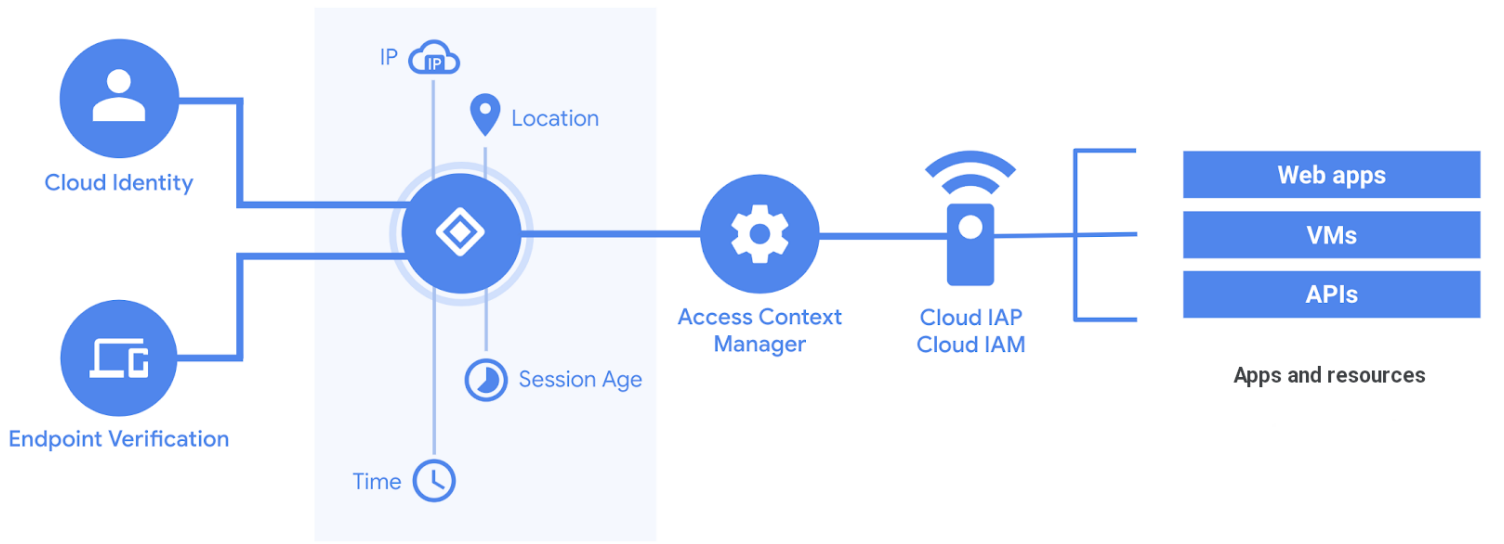 IP
IP
Location
Cloud Identity
Endpoint Verification
Session Age
Time
Access Context
Manager
Cloud IAP
Cloud IAM
Web apps
VMs
APIs
Apps and resources